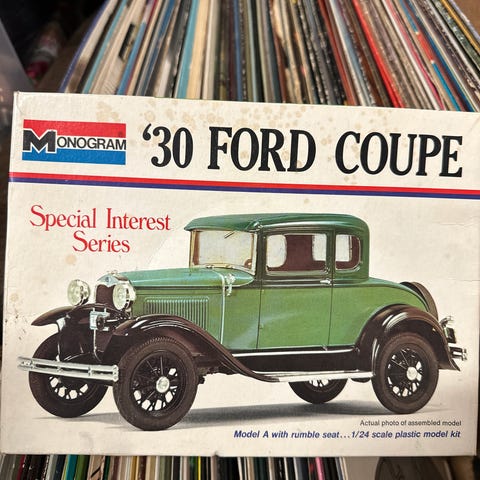 MONOGRAM
'30 FORD COUPE
Special Interest
Series
Actual photo of assembled model
Model A with rumble seat...1/24 scale plastic model kit